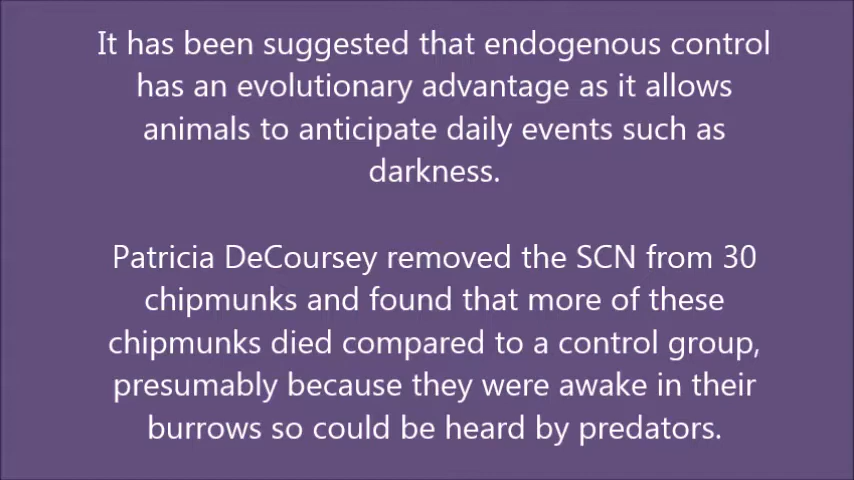 It has been suggested that endogenous control
has an evolutionary advantage as it allows
animals to anticipate daily events such as
darkness.
Patricia DeCoursey removed the SCN from 30
chipmunks and found that more of these
chipmunks died compared to a control group,
presumably because they were awake in their
burrows so could be heard by predators.